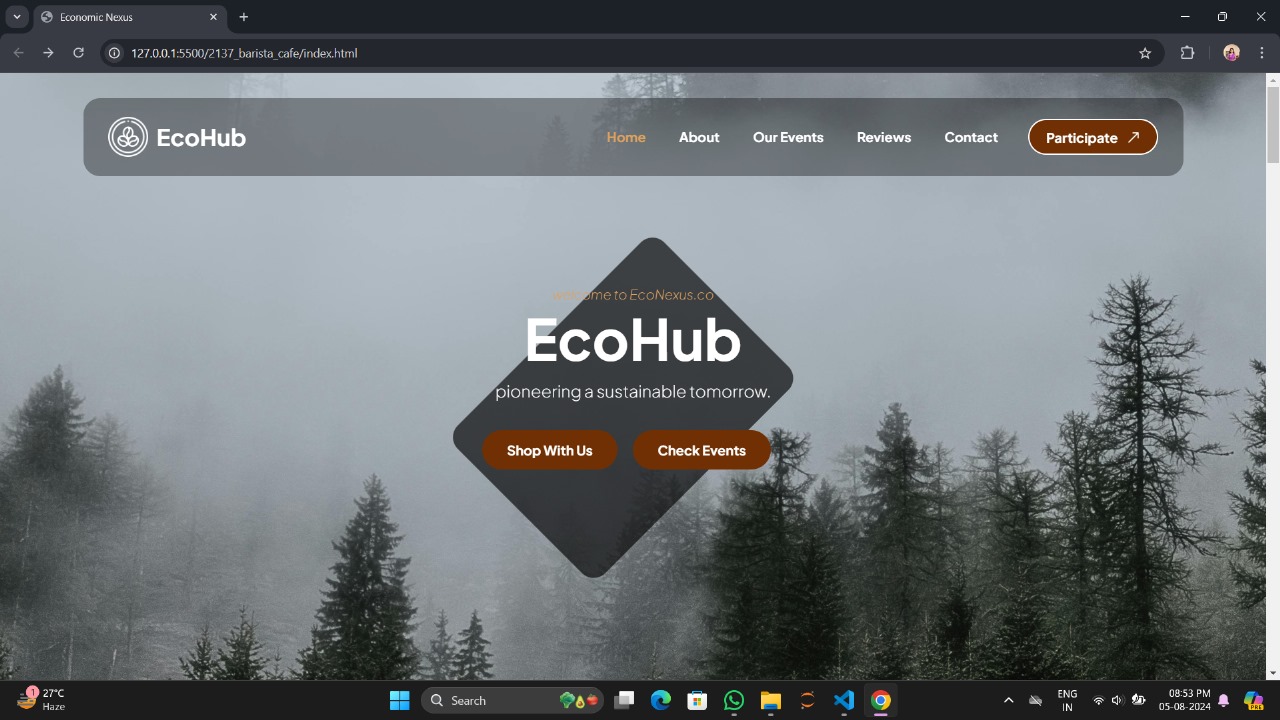 Economic Nexus
127.0.0.1:5500/2137_barista_cafe/index.html
EcoHub
Home About Our Events Reviews Contact Participate
welcome to EcoNexus.co
EcoHub
pioneering a sustainable tomorrow.
Shop With Us Check Events
1
27°C
Haze
Search
ENG
IN
08:53 PM
05-08-2024
PRE